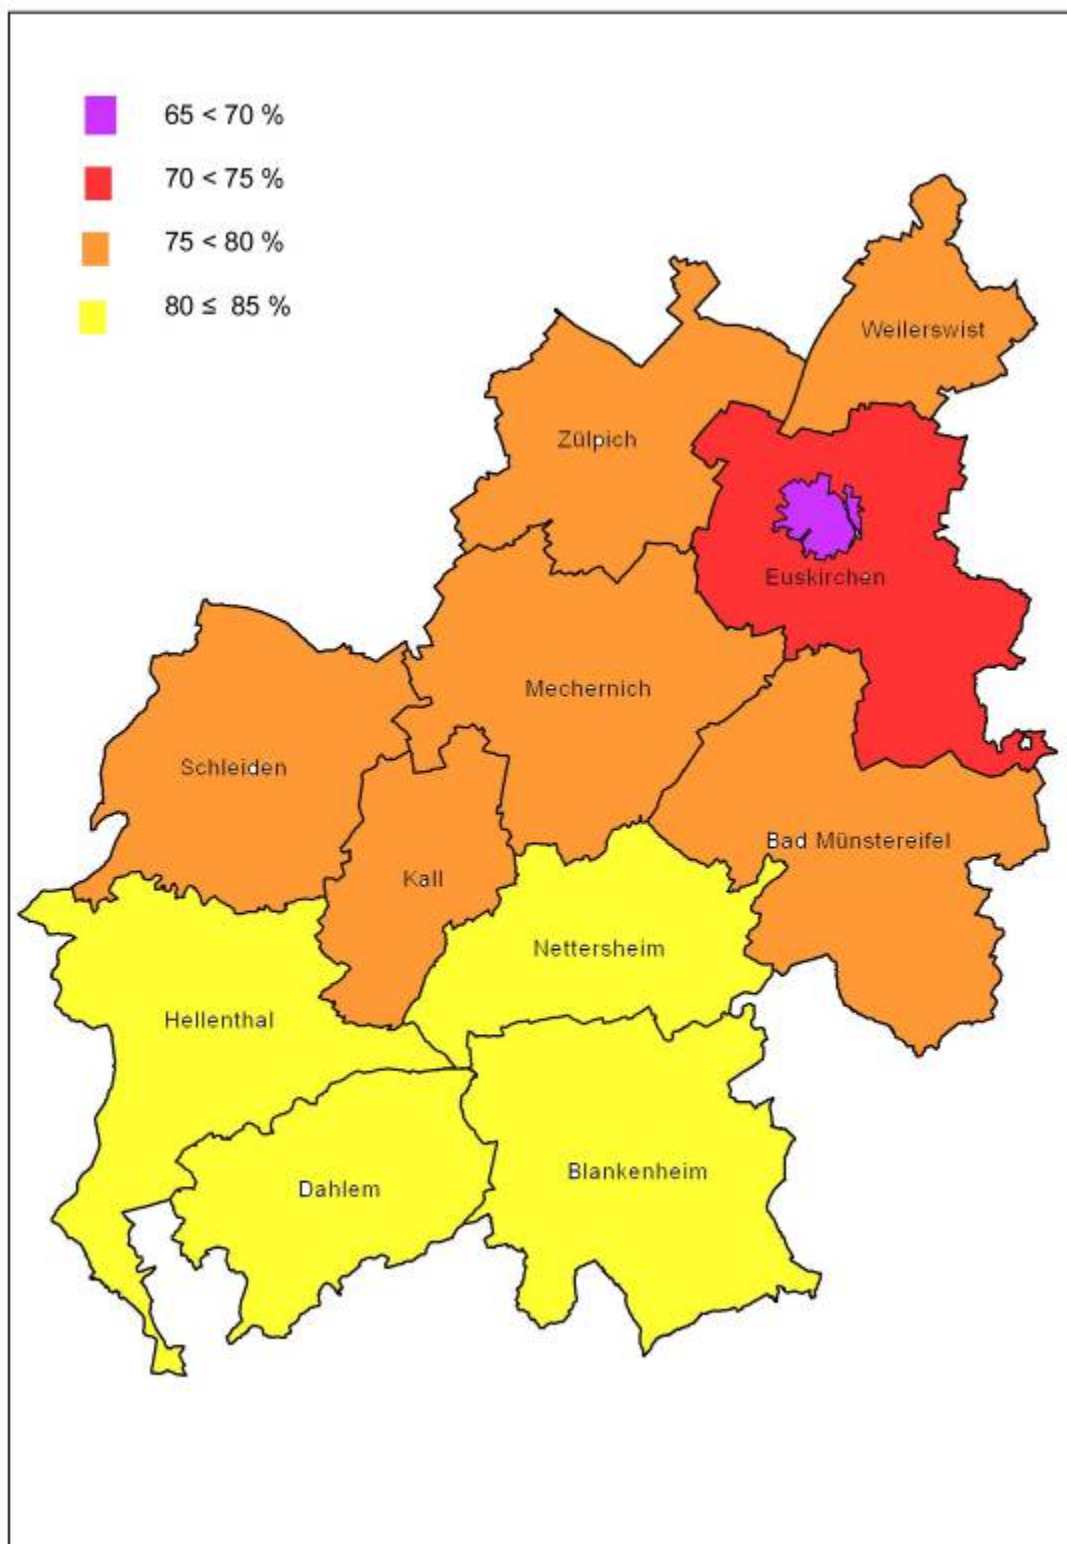 65 < 70 %
70 < 75 %
75 < 80 %
80 ≤ 85 %
Weilerswist
Zülpich
Euskirchen
Mechernich
Schleiden
Bad Münstereifel
Kall
Nettersheim
Hellenthal
Blankenheim
Dahlem